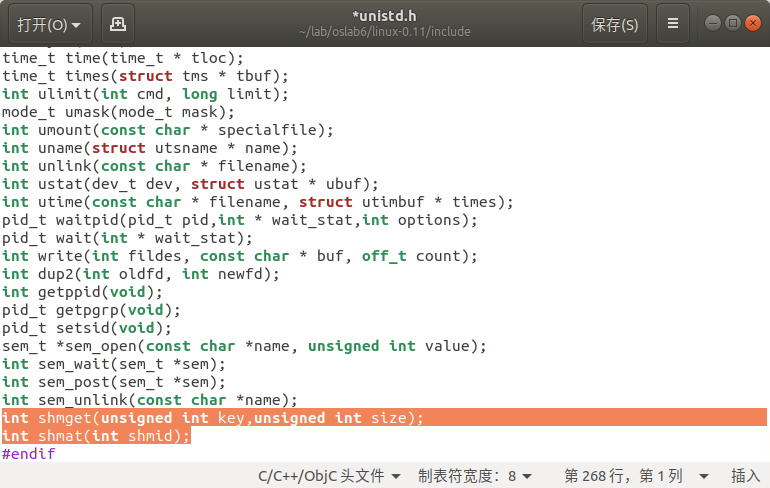 打开(O)
*unistd.h
~/lab/oslab6/linux-0.11/include
保存(S)
time_t time(time_t * tloc);
time_t times(struct tms * tbuf);
int ulimit(int cmd, long limit);
mode_t umask(mode_t mask);
int umount(const char * specialfile);
int uname(struct utsname * name);
int unlink(const char * filename);
int ustat(dev_t dev, struct ustat * ubuf);
int utime(const char * filename, struct utimbuf * times);
pid_t waitpid(pid_t pid,int * wait_stat,int options);
pid_t wait(int * wait_stat);
int write(int fildes, const char * buf, off_t count);
int dup2(int oldfd, int newfd);
int getppid(void);
pid_t getpgrp(void);
pid_t setsid(void);
sem_t *sem_open(const char *name, unsigned int value);
int sem_wait(sem_t *sem);
int sem_post(sem_t *sem);
int sem_unlink(const char *name);
int shmget(unsigned int key,unsigned int size);
int shmat(int shmid);
#endif
C/C++/ObjC 头文件 制表符宽度：8 第 268 行，第 1 列 插入